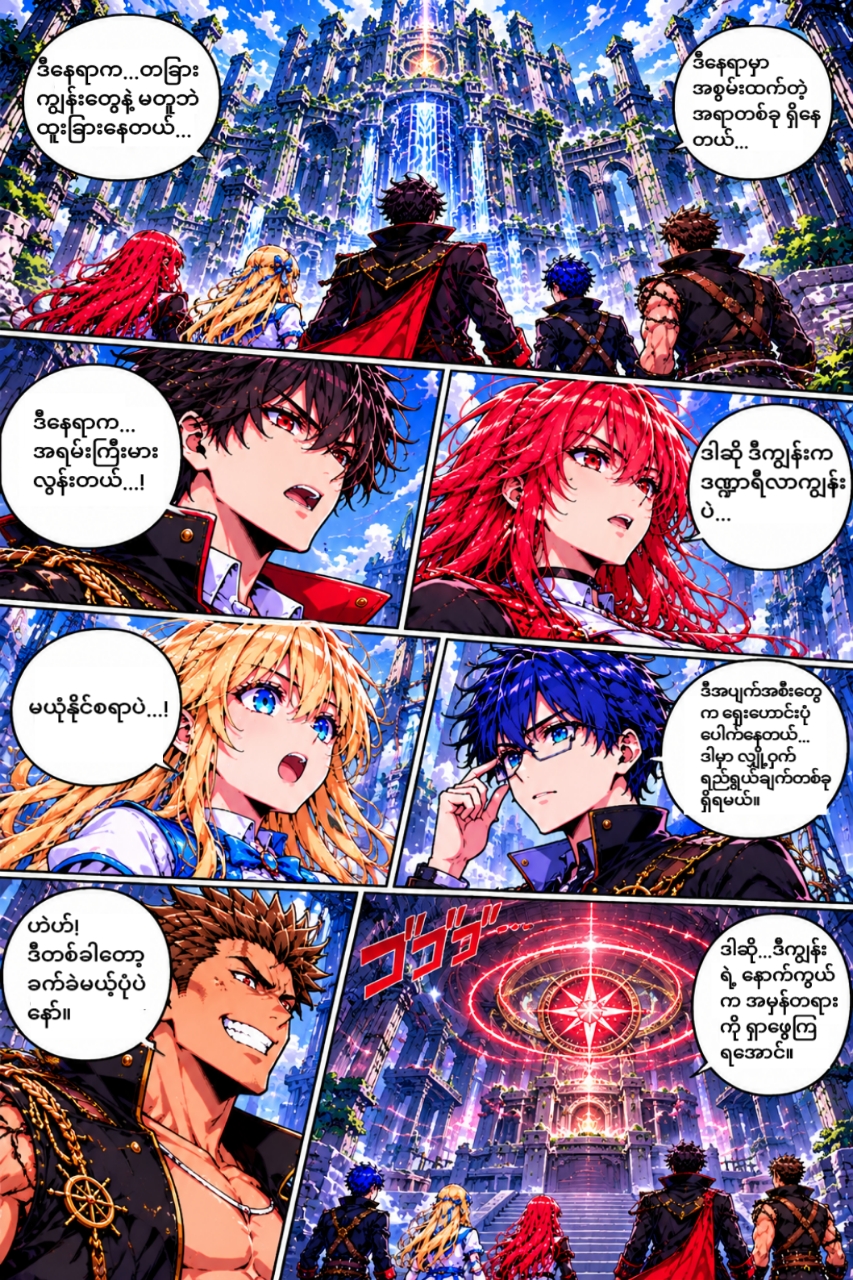 ဒီနေရာက...တခြား
ကျွန်းတွေနဲ့ မတူဘဲ
ထူးခြားနေတယ်...
ဒီနေရာမှာ
အစွမ်းထက်တဲ့
အရာတစ်ခု ရှိနေ
တယ်...
ဒီနေရာက...
အရမ်းကြီးမား
လွန်းတယ်...!
ဒါဆို ဒီကျွန်းက
ဒဏ္ဍာရီလာကျွန်း
ပဲ...
မယုံနိုင်စရာပဲ...!
ဒီအပျက်အစီးတွေ
က ရှေးဟောင်းပုံ
ပေါက်နေတယ်...
ဒါမှာ လျှို့ဝှက်
ရည်ရွယ်ချက်တစ်ခု
ရှိရမယ်။
ဟဲဟဲ!
ဒီတစ်ခါတော့
ခက်ခဲမယ့်ပုံပဲ
နော်။
ゴゴゴ...
ဒါဆို...ဒီကျွန်း
ရဲ့ နောက်ကွယ်
က အမှန်တရား
ကို ရှာဖွေကြ
ရအောင်။